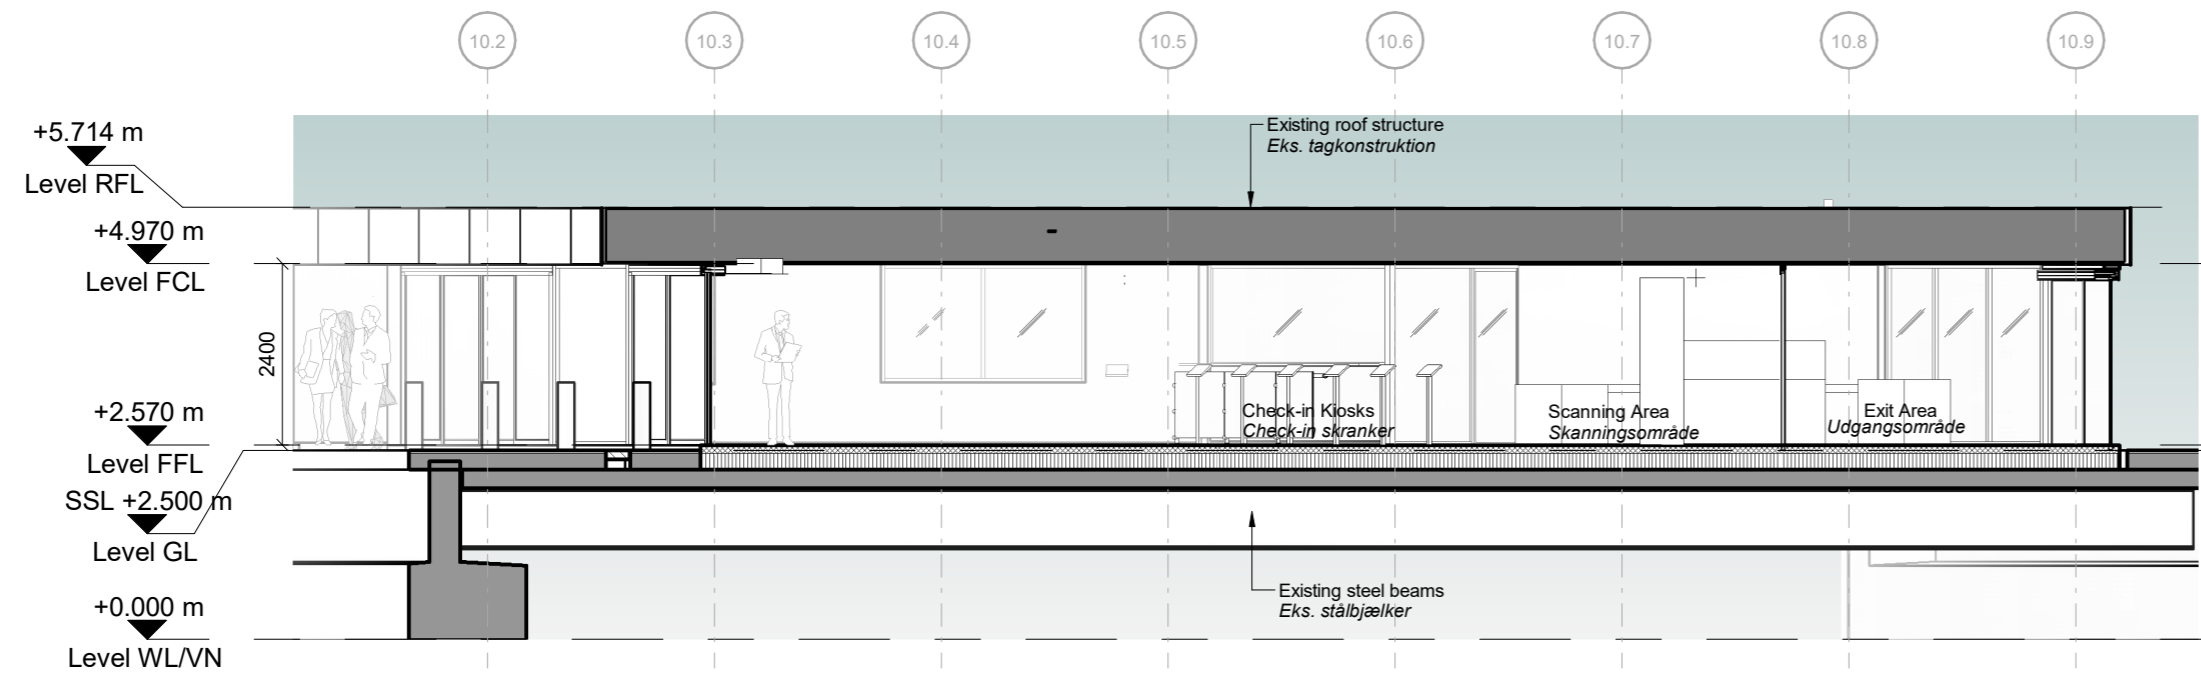 10.2
10.3
10.4
10.5
10.6
10.7
10.8
10.9
+5.714 m
Level RFL
Existing roof structure
Eks. tagkonstruktion
+4.970 m
Level FCL
2400
+2.570 m
Level FFL
Check-in Kiosks
Check-in skranker
Scanning Area
Skanningsområde
Exit Area
Udgangsområde
SSL +2.500 m
Level GL
Existing steel beams
Eks. stålbjælker
+0.000 m
Level WL/VN